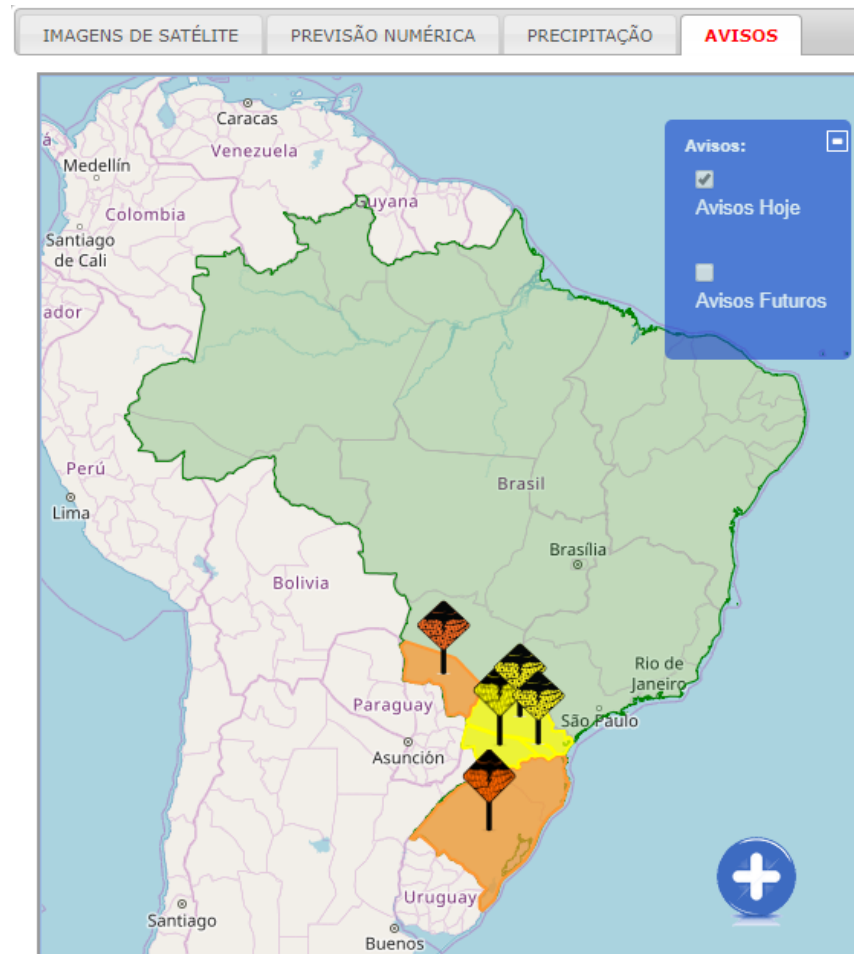 IMAGENS DE SATÉLITE
PREVISÃO NUMÉRICA
PRECIPITAÇÃO
AVISOS
Caracas
Venezuela
á
Medellín
Guyana
Colombia
Santiago
de Cali
ador
Avisos:
Avisos Hoje
Avisos Futuros
Perú
Lima
Brasil
Brasília
Bolivia
Rio de
Janeiro
Paraguay
São Paulo
Asunción
Uruguay
Santiago
Buenos